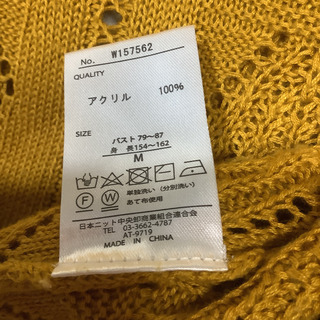 No. W157562
QUALITY
アクリル 100%
SIZE
バスト 79~87
身 長154~162
M
F W
単独洗い（分別洗い）
あて布使用
日本ニット中央卸商業組合連合会
TEL 03-3662-4787
AT-9719
MADE IN CHINA